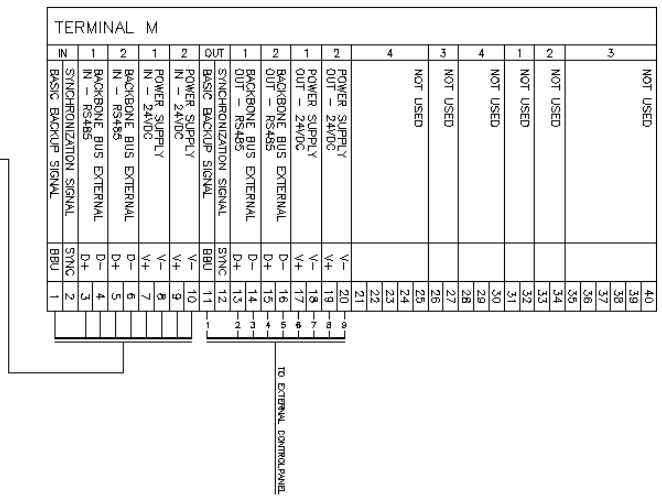 TERMINAL M
IN 1 2 1 2 OUT 1 2 1 2 4 3 4 1 2 3
BASIC BACKUP SIGNAL
SYNCHRONIZATION SIGNAL
BACKBONE BUS EXTERNAL
IN - RS485
BACKBONE BUS EXTERNAL
IN - RS485
POWER SUPPLY
IN - 24VDC
POWER SUPPLY
IN - 24VDC
BASIC BACKUP SIGNAL
SYNCHRONIZATION SIGNAL
BACKBONE BUS EXTERNAL
OUT - RS485
BACKBONE BUS EXTERNAL
OUT - RS485
POWER SUPPLY
OUT - 24VDC
POWER SUPPLY
OUT - 24VDC
NOT USED
NOT USED
NOT USED
NOT USED
NOT USED
NOT USED
BBU SYNC D+ D- D+ D- V+ V- V+ V- BBU SYNC D+ D- D+ D- V+ V- V+ V-
1 2 3 4 5 6 7 8 9 10 11 12 13 14 15 16 17 18 19 20 21 22 23 24 25 26 27 28 29 30 31 32 33 34 35 36 37 38 39 40
1 2 3 4 5 6 7 8 9
TO EXTERNAL DONTROLPANEL